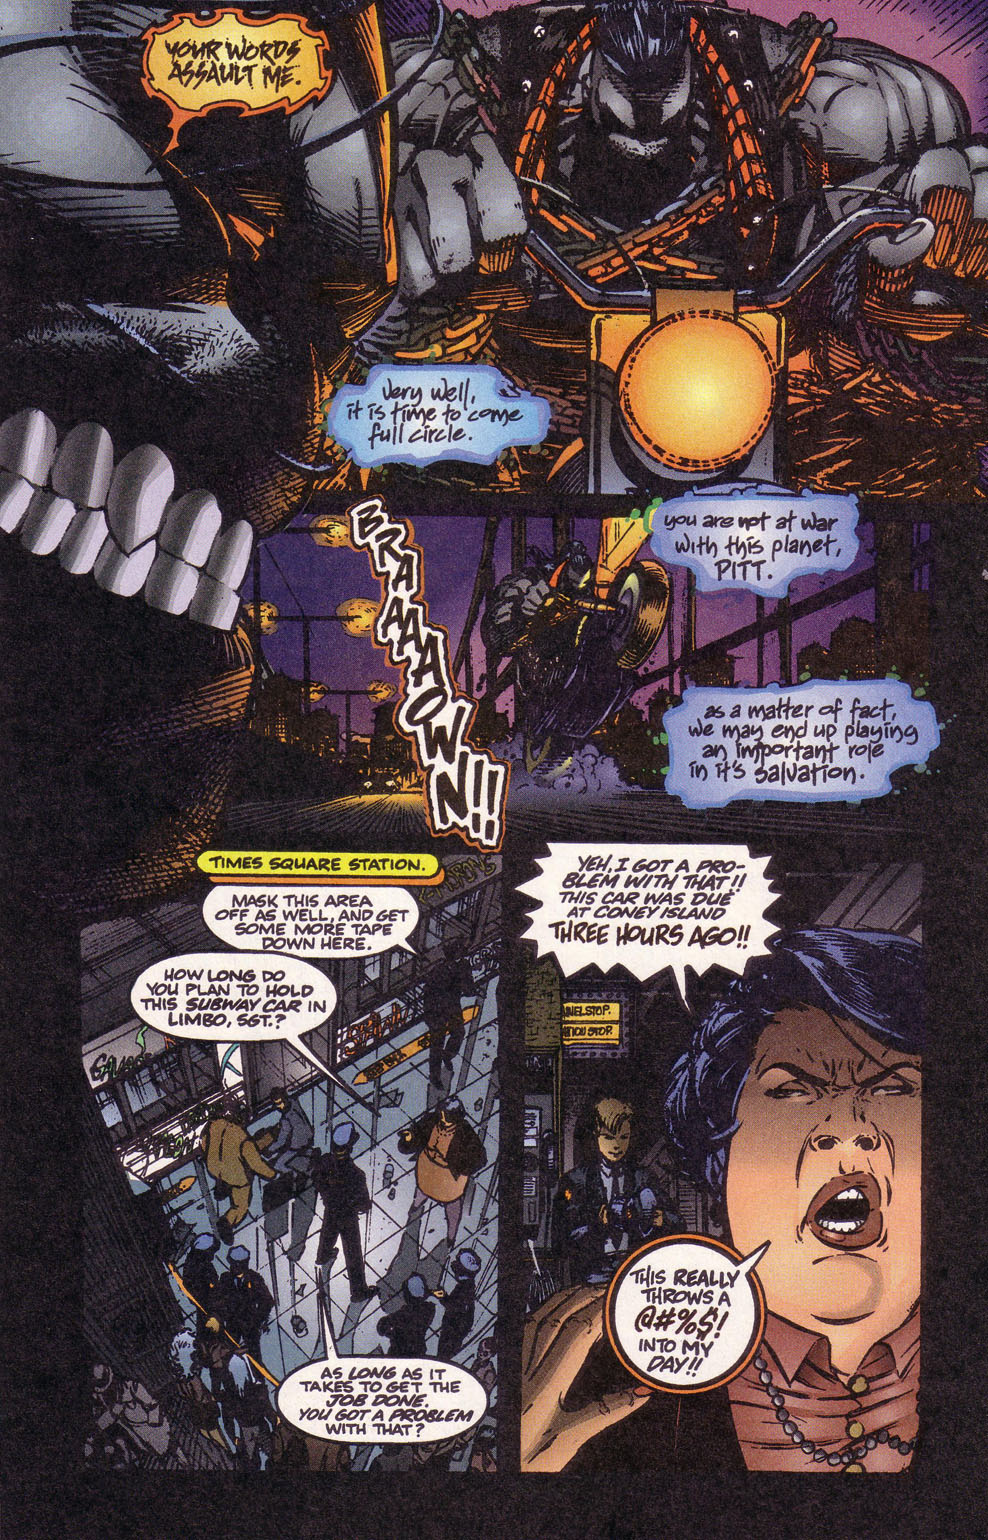 YOUR WORDS
ASSAULT ME.
Very well,
it is time to come
full circle.
BRAAAAOWN!!!
you are not at war
with this planet,
PITT.
as a matter of fact,
we may end up playing
an important role
in it's salvation.
TIMES SQUARE STATION.
MASK THIS AREA
OFF AS WELL, AND GET
SOME MORE TAPE
DOWN HERE.
HOW LONG DO
YOU PLAN TO HOLD
THIS SUBWAY CAR IN
LIMBO, SGT.?
AS LONG AS IT
TAKES TO GET THE
JOB DONE.
YOU GOT A PROBLEM
WITH THAT?
YEH, I GOT A PRO-
BLEM WITH THAT!!
THIS CAR WAS DUE
AT CONEY ISLAND
THREE HOURS AGO!!
NNELSTOP.
ATION STOP.
THIS REALLY
THROWS A
@#%$!
INTO MY
DAY!!